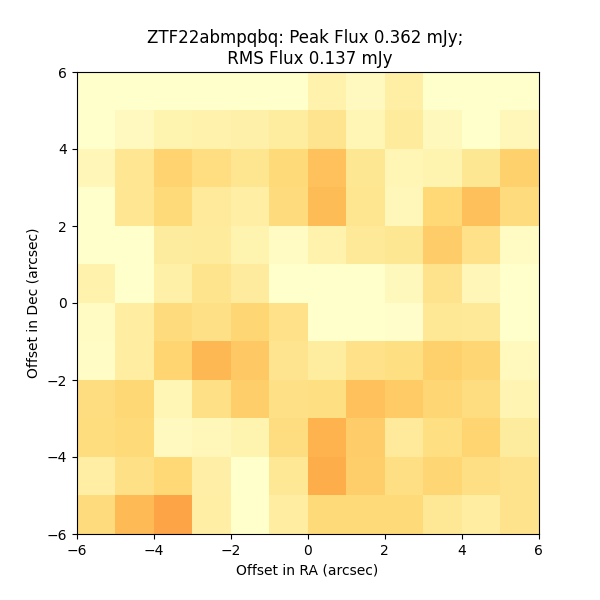 ZTF22abmpqbq: Peak Flux 0.362 mJy;
RMS Flux 0.137 mJy
6
4
2
0
−2
−4
−6
Offset in Dec (arcsec)
−6 −4 −2 0 2 4 6
Offset in RA (arcsec)